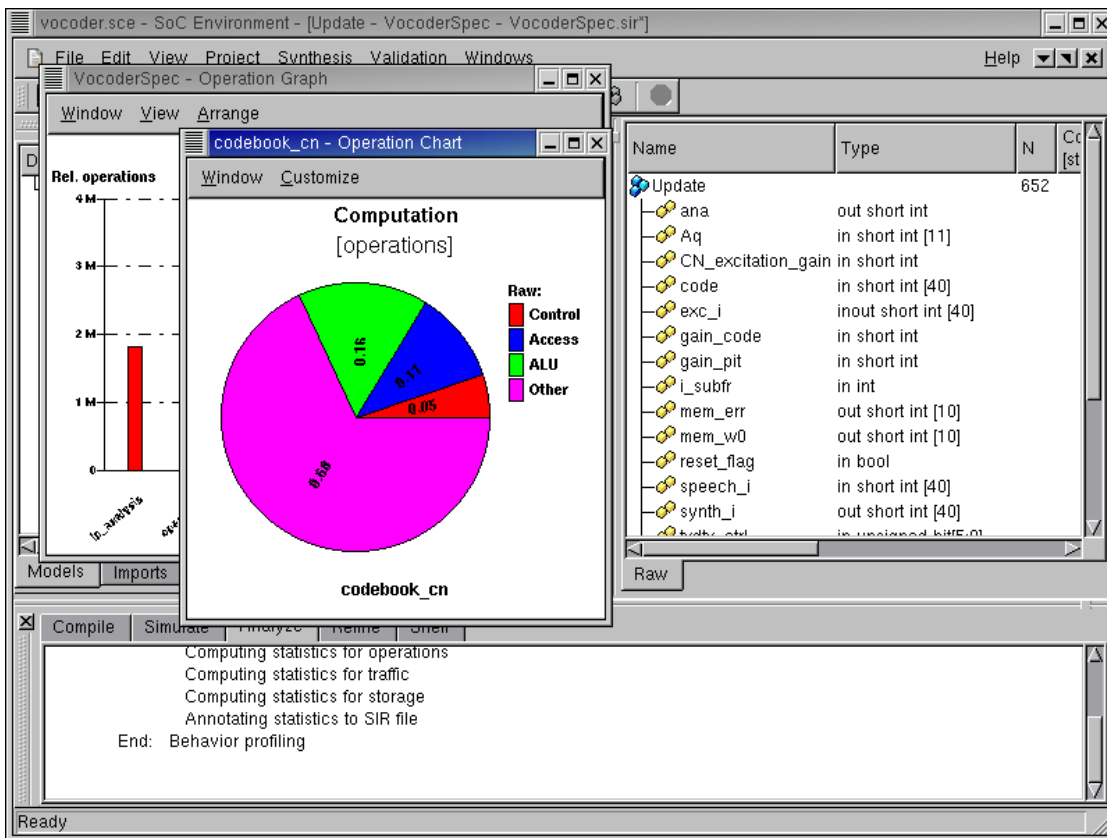 vocoder.sce - SoC Environment - [Update - VocoderSpec - VocoderSpec.sir*]
File Edit View Project Synthesis Validation Windows Help
VocoderSpec - Operation Graph
Window View Arrange
Rel. operations
4 M
3 M
2 M
1 M
0
lp_analysis
codebook_cn - Operation Chart
Window Customize
Computation
[operations]
Raw:
Control
Access
ALU
Other
0.16
0.11
0.05
0.68
codebook_cn
Name Type N
Update 652
ana out short int
Aq in short int [11]
CN_excitation_gain in short int
code in short int [40]
exc_i inout short int [40]
gain_code in short int
gain_pit in short int
i_subfr in int
mem_err out short int [10]
mem_w0 out short int [10]
reset_flag in bool
speech_i in short int [40]
synth_i out short int [40]
Raw
Models Imports
Compile Simulate Analyze Refine Shell
Computing statistics for operations
Computing statistics for traffic
Computing statistics for storage
Annotating statistics to SIR file
End: Behavior profiling
Ready